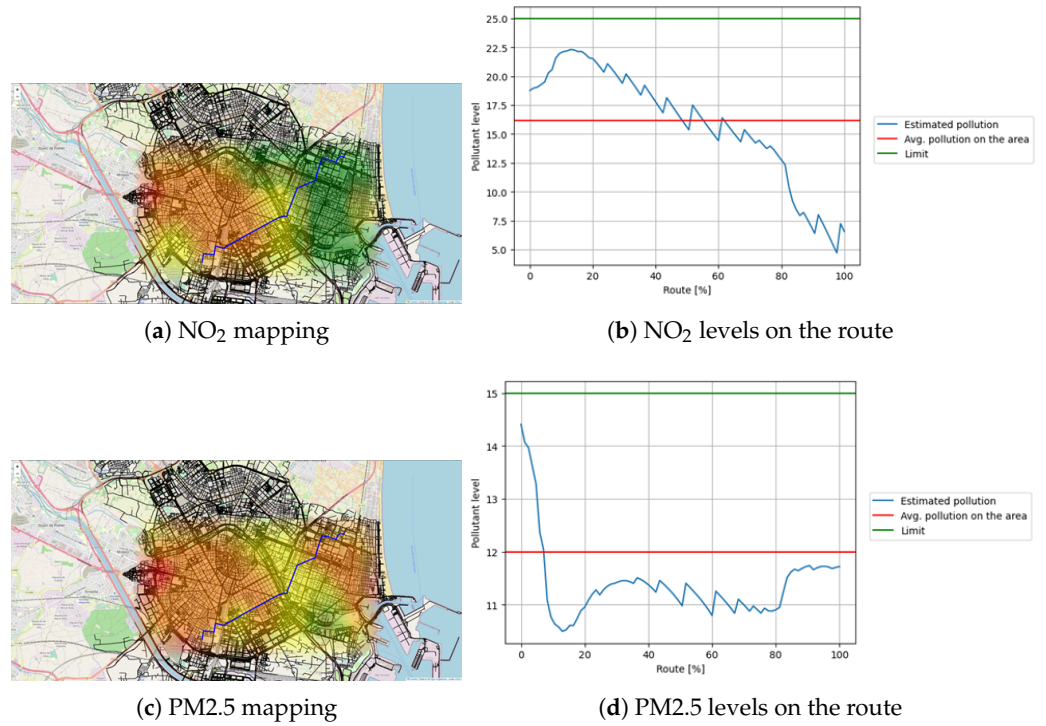 25.0
22.5
20.0
17.5
15.0
12.5
10.0
7.5
5.0
Pollutant level
0 20 40 60 80 100
Route [%]
Estimated pollution
Avg. pollution on the area
Limit
(a) NO₂ mapping
(b) NO₂ levels on the route
15
14
13
12
11
Pollutant level
0 20 40 60 80 100
Route [%]
Estimated pollution
Avg. pollution on the area
Limit
(c) PM2.5 mapping
(d) PM2.5 levels on the route